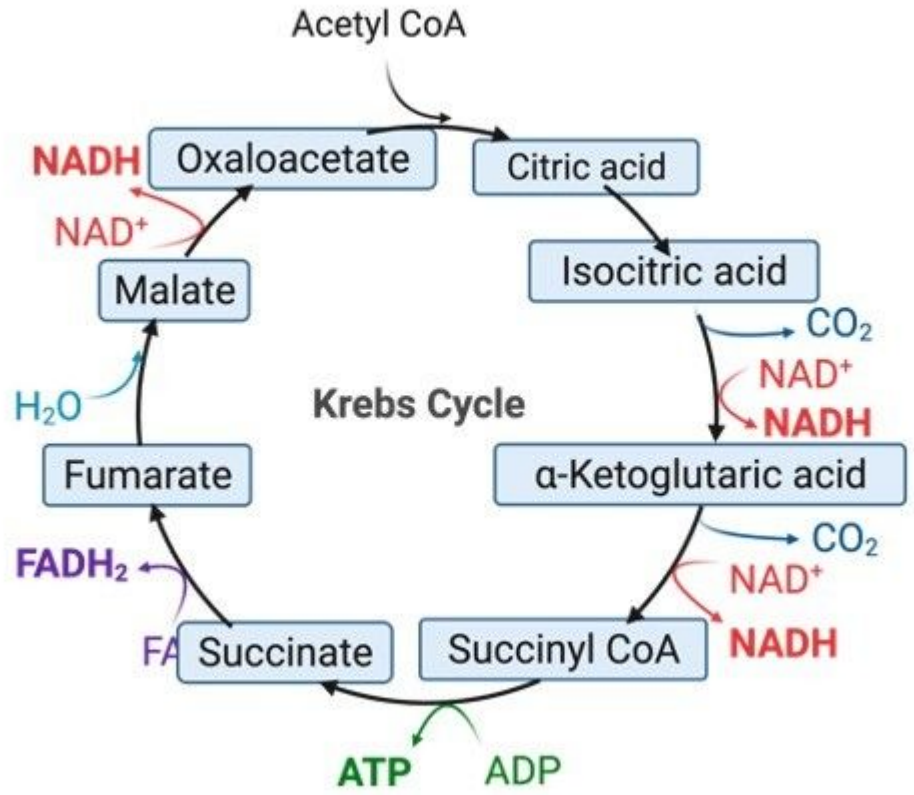 Acetyl CoA
NADH
Oxaloacetate
Citric acid
NAD⁺
Isocitric acid
Malate
CO₂
NAD⁺
H₂O
Krebs Cycle
NADH
Fumarate
α-Ketoglutaric acid
CO₂
FADH₂
NAD⁺
FA
Succinate
Succinyl CoA
NADH
ATP
ADP